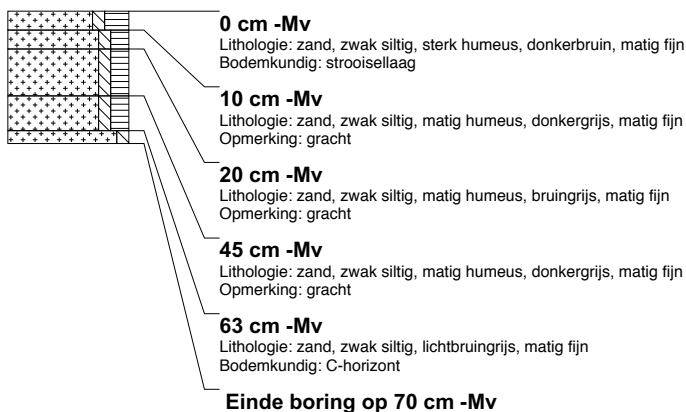 0 cm -Mv
Lithologie: zand, zwak siltig, sterk humeus, donkerbruin, matig fijn
Bodemkundig: strooisellaag
10 cm -Mv
Lithologie: zand, zwak siltig, matig humeus, donkergrijs, matig fijn
Opmerking: gracht
20 cm -Mv
Lithologie: zand, zwak siltig, matig humeus, bruingrijs, matig fijn
Opmerking: gracht
45 cm -Mv
Lithologie: zand, zwak siltig, matig humeus, donkergrijs, matig fijn
Opmerking: gracht
63 cm -Mv
Lithologie: zand, zwak siltig, lichtbruingrijs, matig fijn
Bodemkundig: C-horizont
Einde boring op 70 cm -Mv